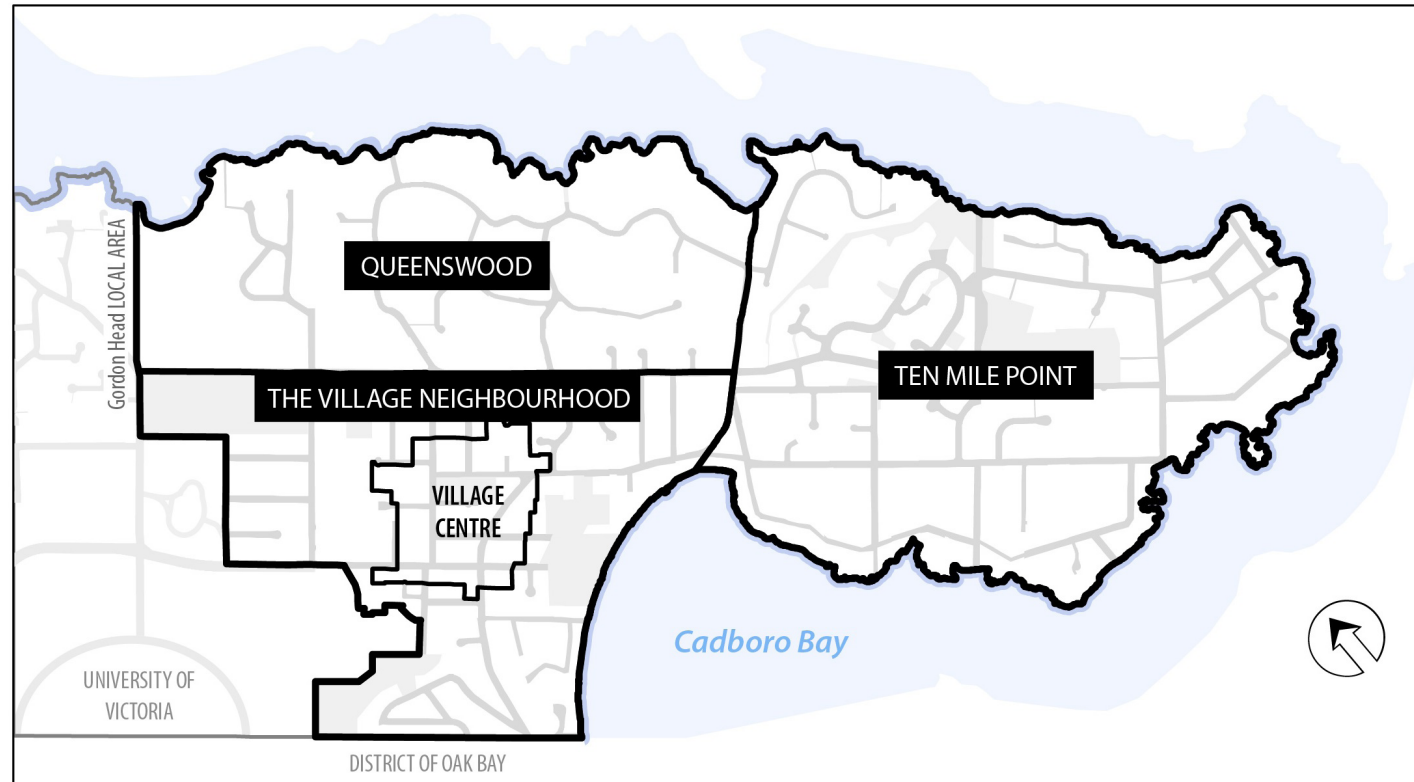 Gordon Head LOCAL AREA
QUEENSWOOD
TEN MILE POINT
THE VILLAGE NEIGHBOURHOOD
VILLAGE
CENTRE
Cadboro Bay
UNIVERSITY OF
VICTORIA
DISTRICT OF OAK BAY